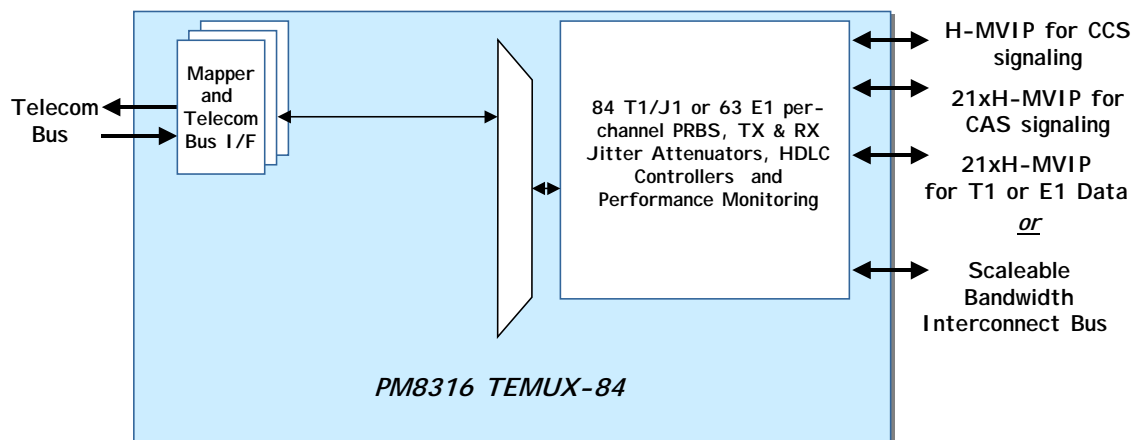 Telecom
Bus
Mapper
and
Telecom
Bus I/F
84 T1/J1 or 63 E1 per-
channel PRBS, TX & RX
Jitter Attenuators, HDLC
Controllers and
Performance Monitoring
H-MVIP for CCS
signaling
21xH-MVIP for
CAS signaling
21xH-MVIP
for T1 or E1 Data
or
Scaleable
Bandwidth
Interconnect Bus
PM8316 TEMUX-84